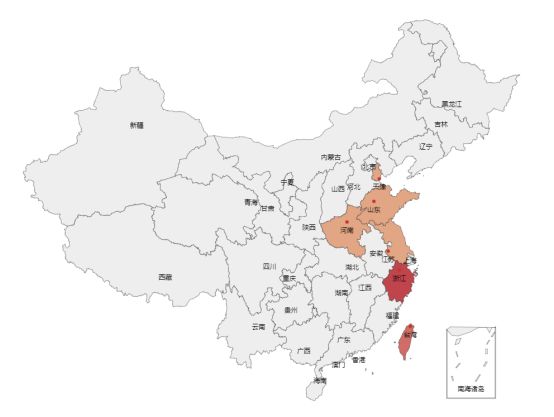 黑龙江
吉林
新疆
辽宁
内蒙古
北京
天津
宁夏
山西
河北
青海
甘肃
山东
陕西
河南
安徽
江苏
上海
四川
湖北
西藏
重庆
浙江
湖南
江西
贵州
福建
云南
台湾
广东
广西
香港
澳门
海南
南海诸岛